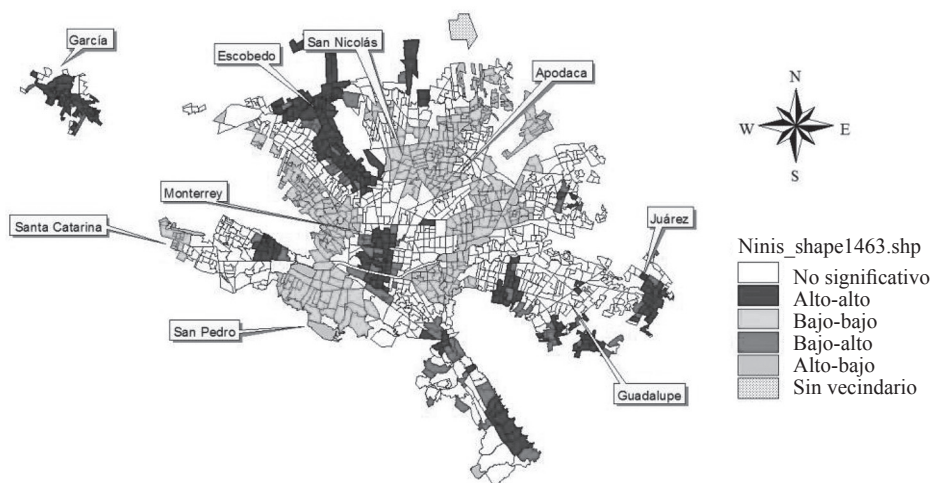 García
San Nicolás
Escobedo
Apodaca
N
W E
S
Monterrey
Santa Catarina
Juárez
San Pedro
Guadalupe
Ninis_shape1463.shp
No significativo
Alto-alto
Bajo-bajo
Bajo-alto
Alto-bajo
Sin vecindario